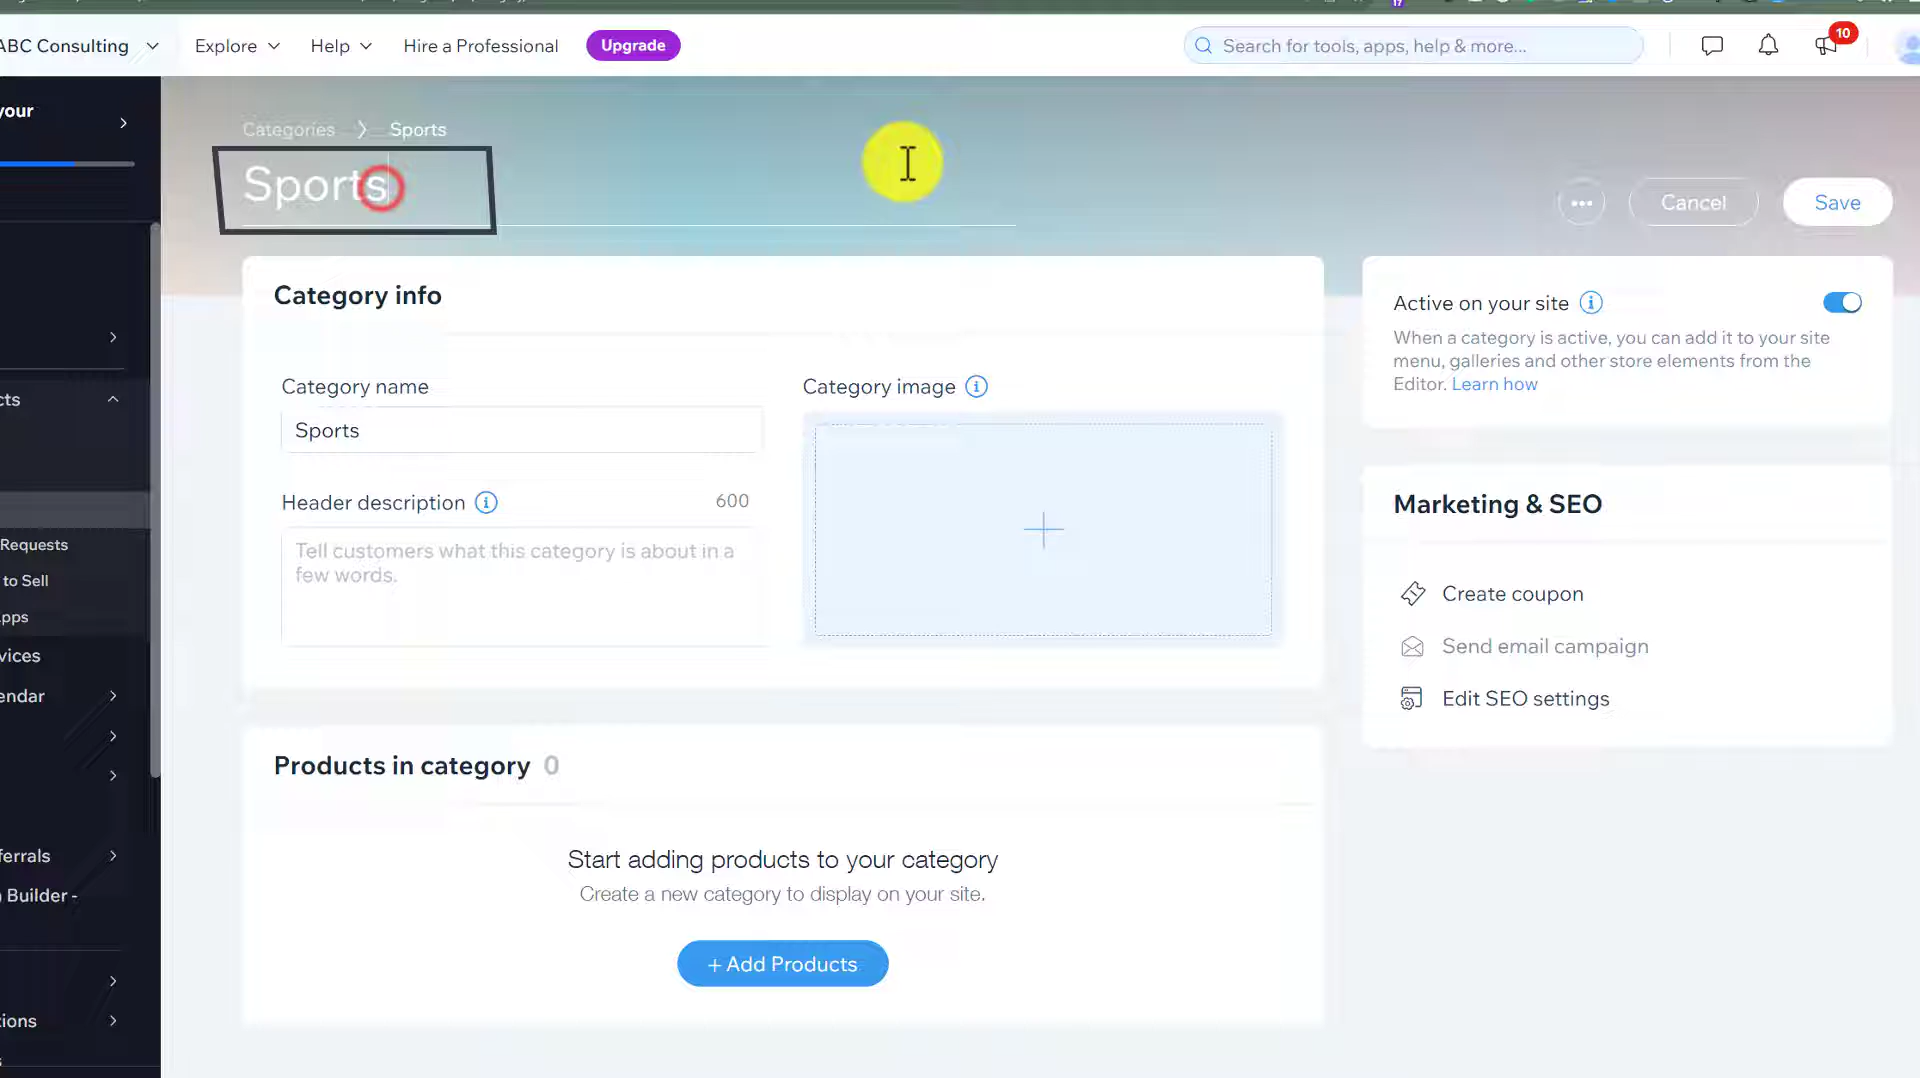 ABC Consulting
Explore
Help
Hire a Professional
Upgrade
Search for tools, apps, help & more...
10
your
Categories
Sports
Sports
Cancel
Save
Category info
Category name
Sports
Header description
600
Tell customers what this category is about in a
few words.
Category image
Active on your site
When a category is active, you can add it to your site
menu, galleries and other store elements from the
Editor. Learn how
Marketing & SEO
Create coupon
Send email campaign
Edit SEO settings
Products in category 0
Start adding products to your category
Create a new category to display on your site.
+ Add Products
cts
Requests
to Sell
pps
vices
endar
ferrals
Builder -
tions